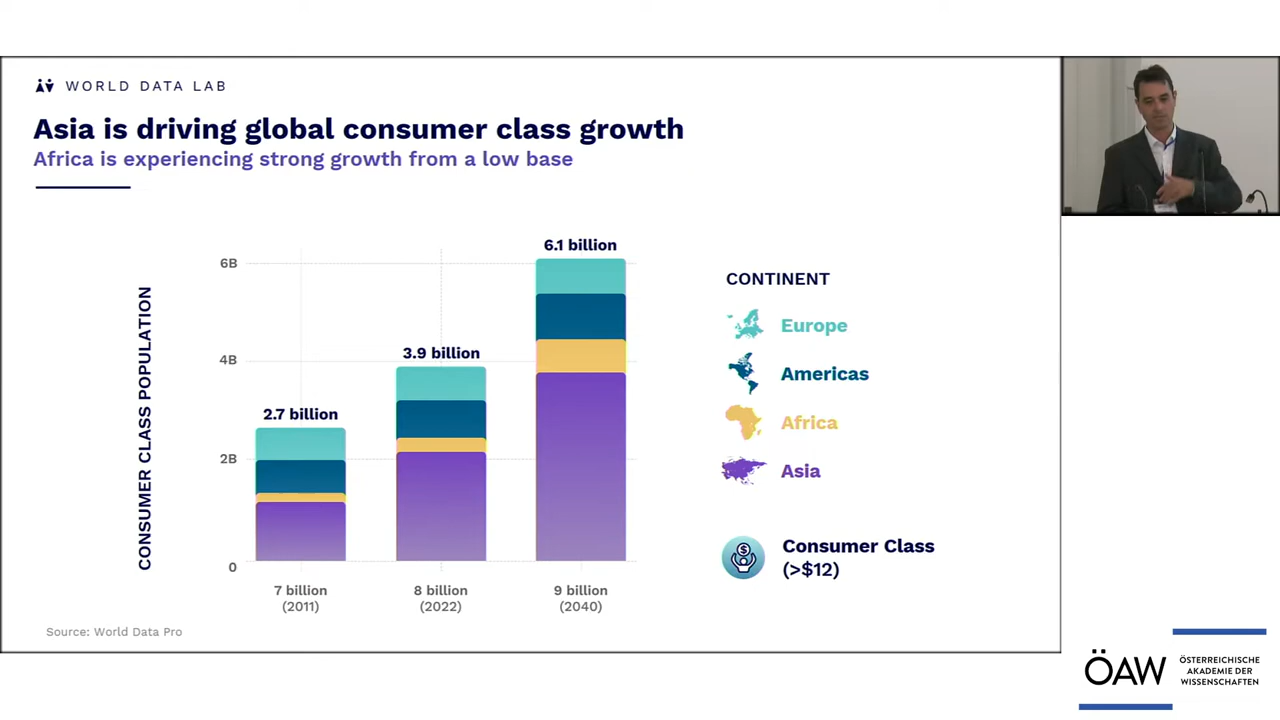 WORLD DATA LAB
Asia is driving global consumer class growth
Africa is experiencing strong growth from a low base
CONSUMER CLASS POPULATION
6B
4B
2B
0
2.7 billion
3.9 billion
6.1 billion
7 billion
(2011)
8 billion
(2022)
9 billion
(2040)
CONTINENT
Europe
Americas
Africa
Asia
$
Consumer Class
(>$12)
Source: World Data Pro
ÖAW
ÖSTERREICHISCHE
AKADEMIE DER
WISSENSCHAFTEN